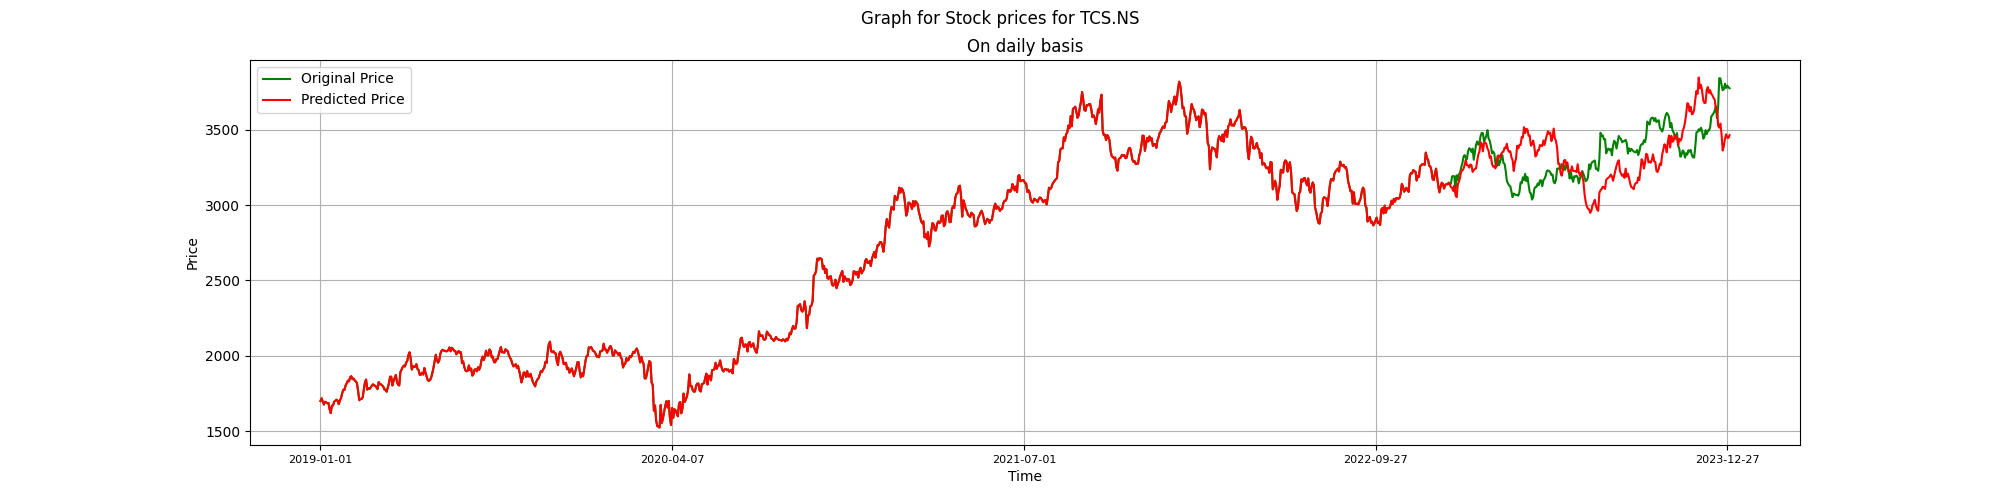 Graph for Stock prices for TCS.NS
On daily basis
Original Price
Predicted Price
Price
3500
3000
2500
2000
1500
2019-01-01
2020-04-07
2021-07-01
2022-09-27
2023-12-27
Time